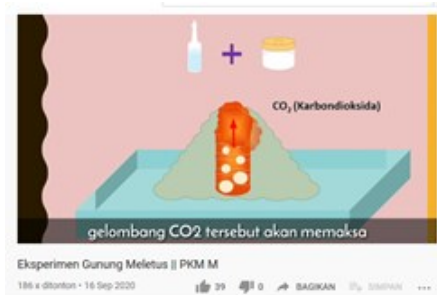 +
CO₂ (Karbondioksida)
gelombang CO2 tersebut akan memaksa
Eksperimen Gunung Meletus || PKM M
186 x ditonton • 16 Sep 2020
39
0
BAGIKAN
SIMPAN
...